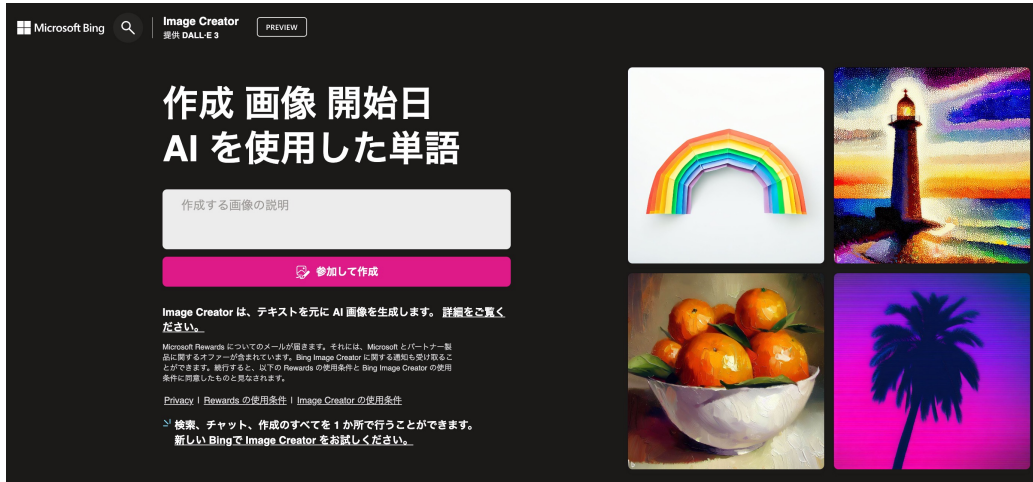 Microsoft Bing
Image Creator
提供 DALL·E 3
PREVIEW
作成 画像 開始日
AI を使用した単語
作成する画像の説明
参加して作成
Image Creator は、テキストを元に AI 画像を生成します。 詳細をご覧く
ださい。
Microsoft Rewards についてのメールが届きます。それには、Microsoft とパートナー製
品に関するオファーが含まれています。Bing Image Creator に関する通知も受け取るこ
とができます。続行すると、以下の Rewards の使用条件と Bing Image Creator の使用
条件に同意したものと見なされます。
Privacy | Rewards の使用条件 | Image Creator の使用条件
検索、チャット、作成のすべてを 1 か所で行うことができます。
新しい Bingで Image Creator をお試しください。